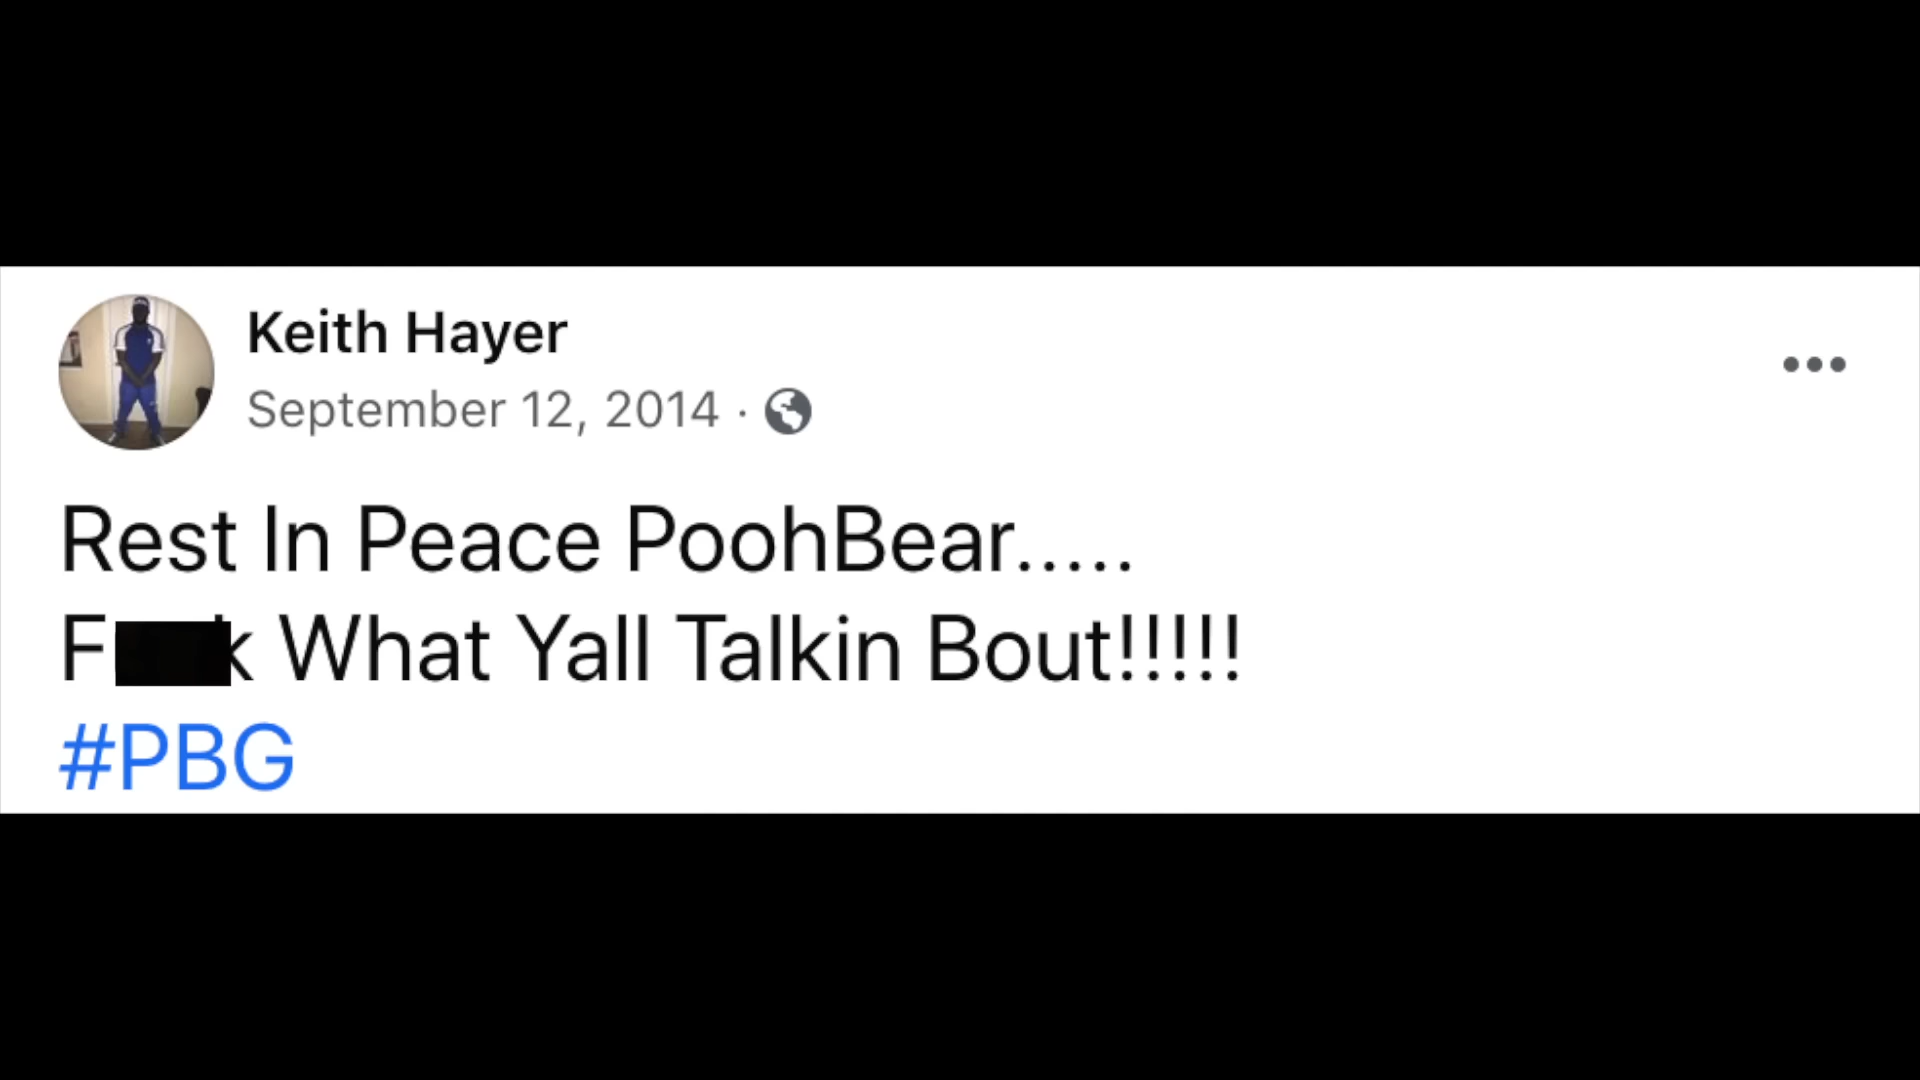 Keith Hayer
September 12, 2014 ·
Rest In Peace PoohBear.....
F k What Yall Talkin Bout!!!!!
#PBG